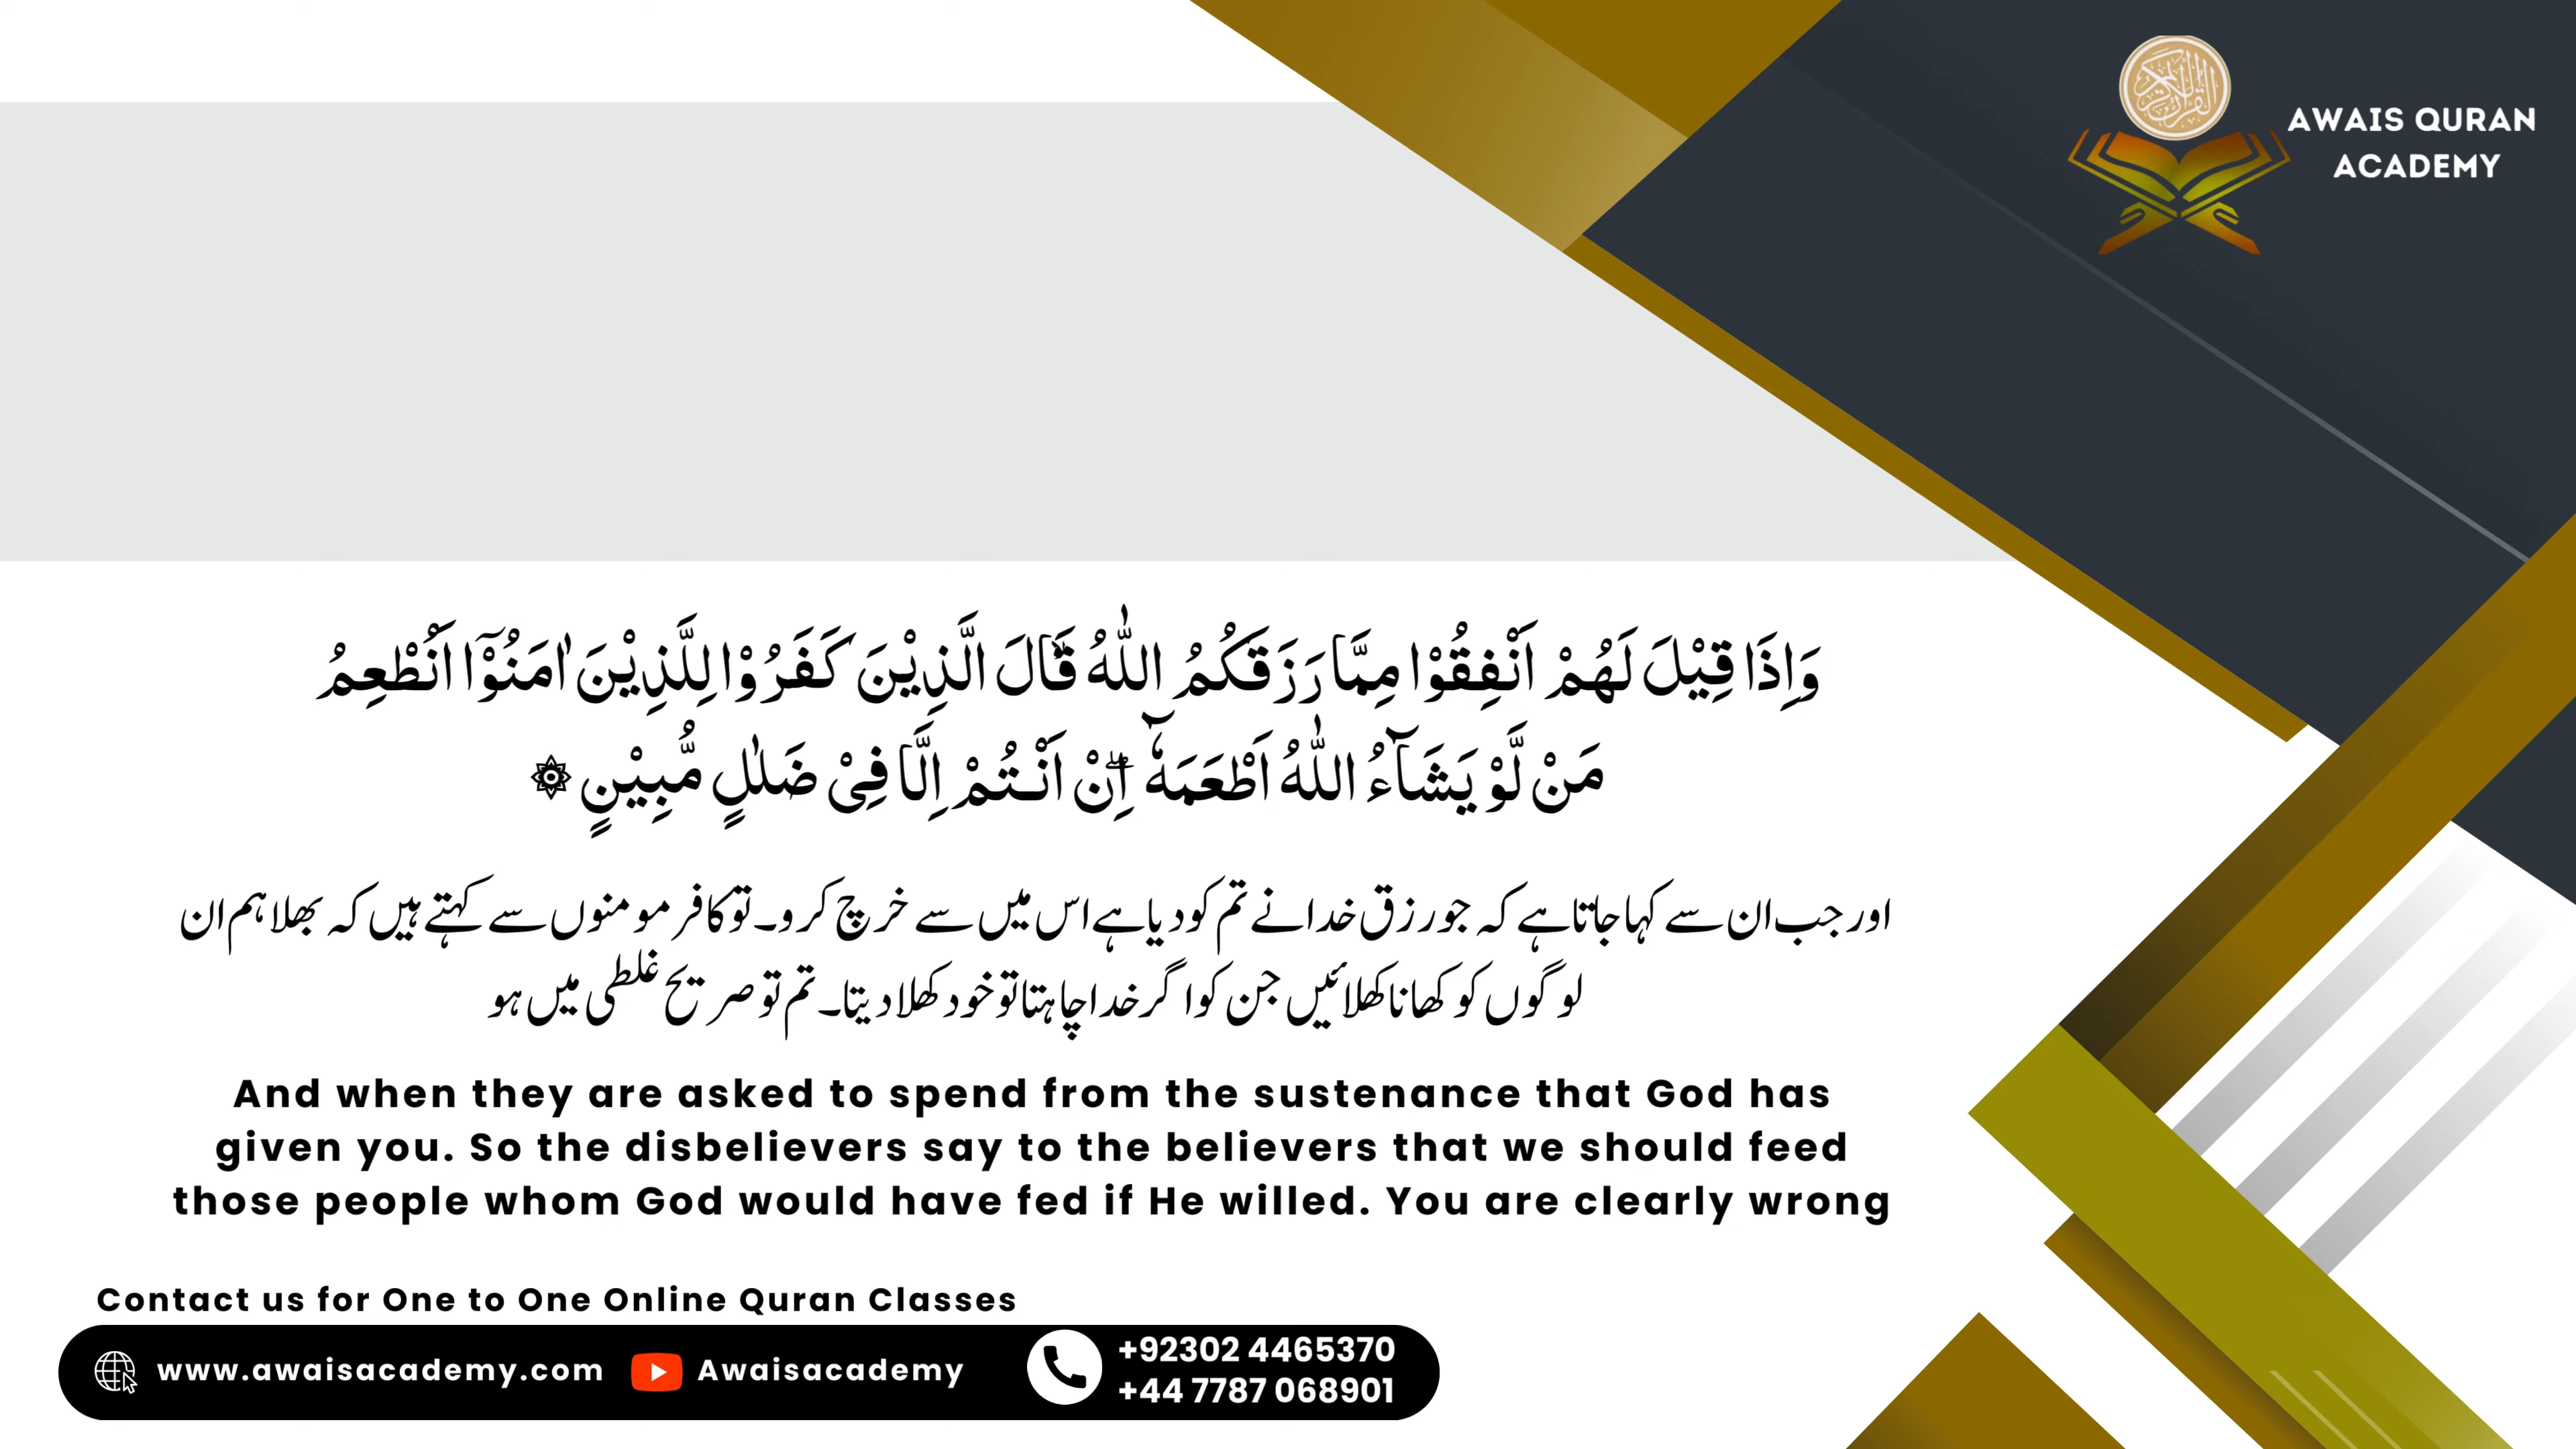 AWAIS QURAN
ACADEMY
وَاِذَا قِيْلَ لَهُمْ اَنْفِقُوْا مِمَّا رَزَقَكُمُ اللّٰهُ ۙ قَالَ الَّذِيْنَ كَفَرُوْا لِلَّذِيْنَ اٰمَنُوْٓا اَنُطْعِمُ
مَنْ لَّوْ يَشَآءُ اللّٰهُ اَطْعَمَهٗٓ ۖ اِنْ اَنْـتُمْ اِلَّا فِىْ ضَلٰلٍ مُّبِيْنٍ ۞
اور جب ان سے کہا جاتا ہے کہ جو رزق خدا نے تم کو دیا ہے اس میں سے خرچ کرو۔ تو کافر مومنوں سے کہتے ہیں کہ بھلا ہم ان
لوگوں کو کھانا کھلائیں جن کو اگر خدا چاہتا تو خود کھلا دیتا۔ تم تو صریح غلطی میں ہو
And when they are asked to spend from the sustenance that God has
given you. So the disbelievers say to the believers that we should feed
those people whom God would have fed if He willed. You are clearly wrong
Contact us for One to One Online Quran Classes
www.awaisacademy.com
Awaisacademy
+92302 4465370
+44 7787 068901